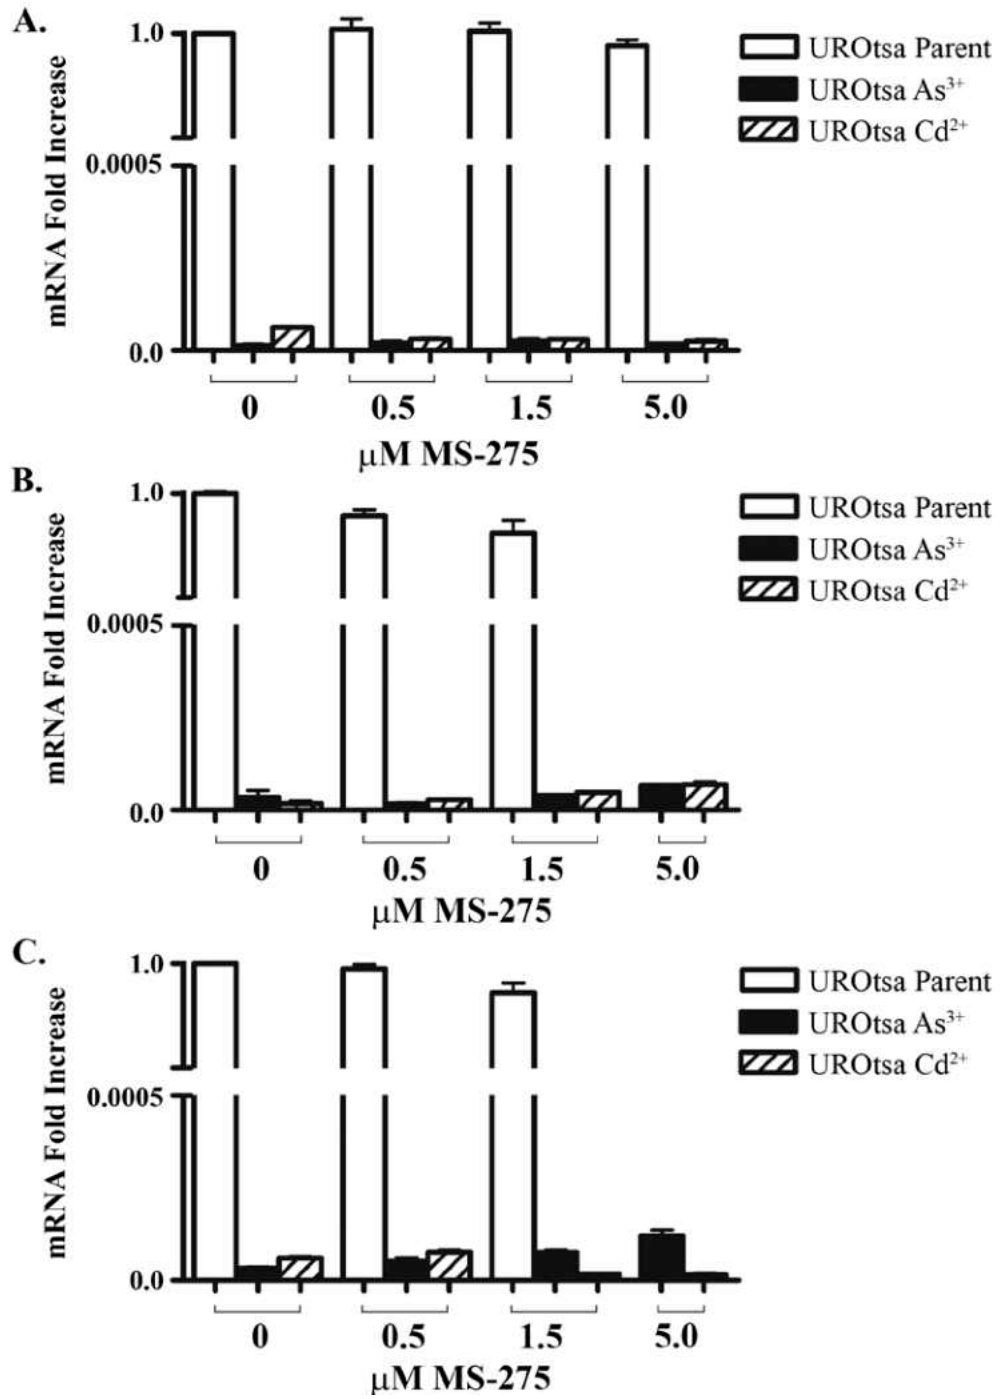 A.
mRNA Fold Increase
1.0
0.0005
0.0
0 0.5 1.5 5.0
μM MS-275
UROtsa Parent
UROtsa As³⁺
UROtsa Cd²⁺
B.
mRNA Fold Increase
1.0
0.0005
0.0
0 0.5 1.5 5.0
μM MS-275
UROtsa Parent
UROtsa As³⁺
UROtsa Cd²⁺
C.
mRNA Fold Increase
1.0
0.0005
0.0
0 0.5 1.5 5.0
μM MS-275
UROtsa Parent
UROtsa As³⁺
UROtsa Cd²⁺